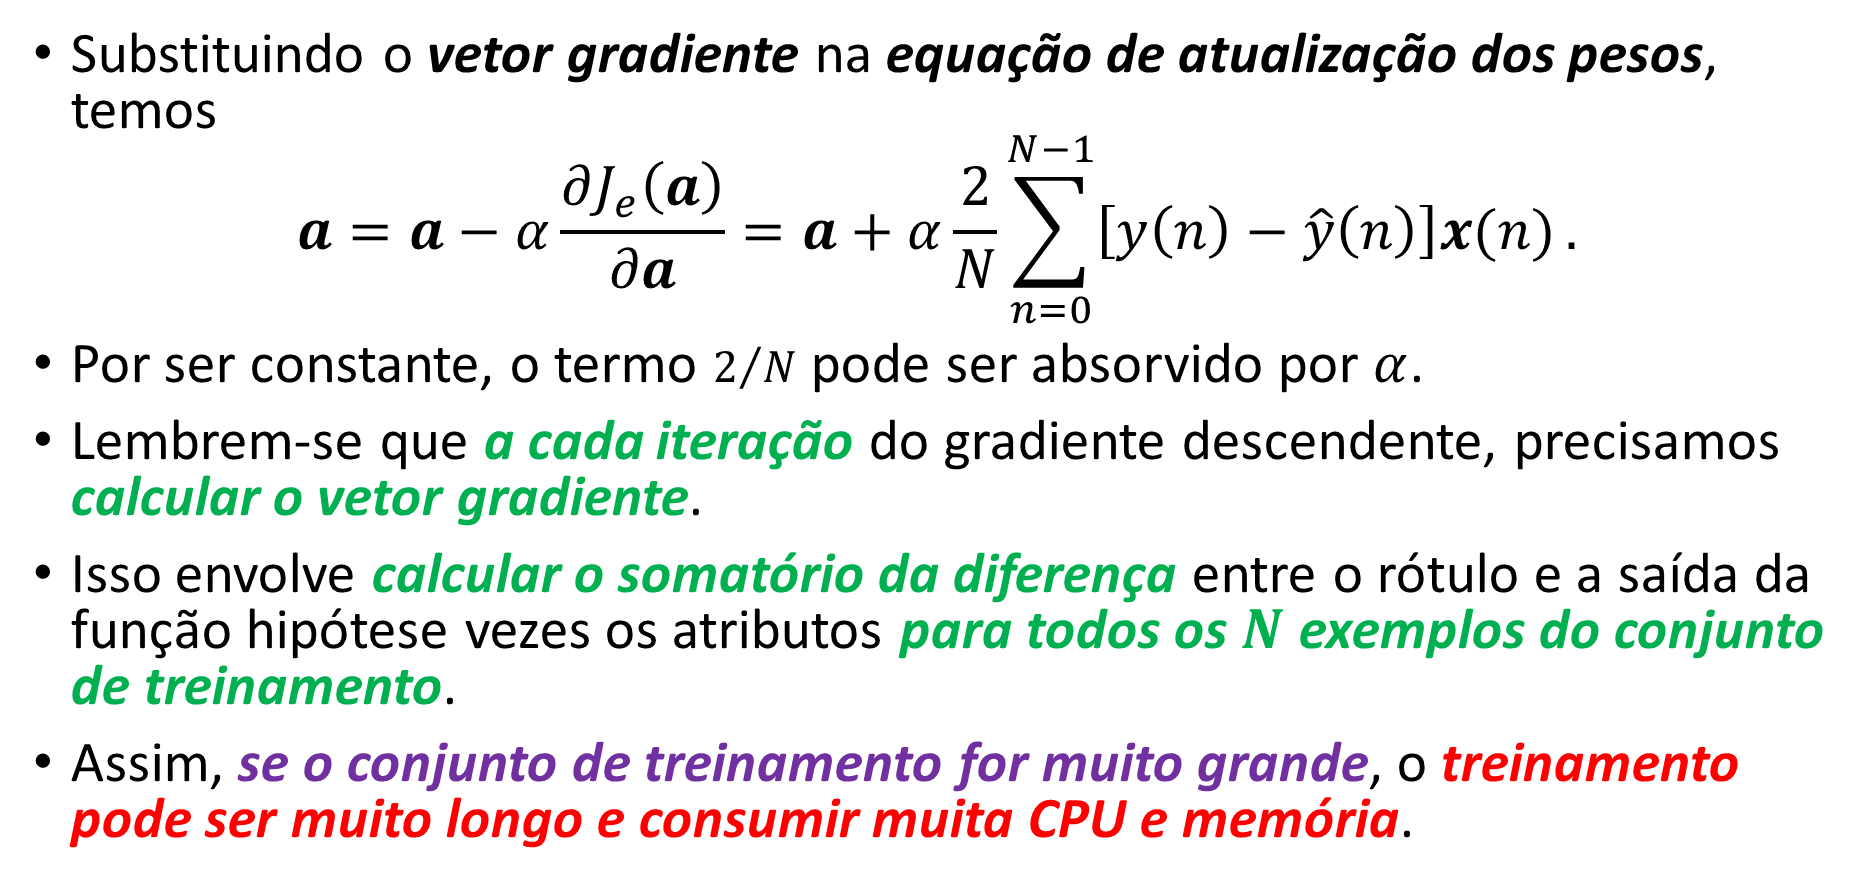 • Substituindo o vetor gradiente na equação de atualização dos pesos,
temos
a = a − α ∂Jₑ(a)/∂a = a + α 2/N ∑_{n=0}^{N−1} [y(n) − ŷ(n)]x(n) .
• Por ser constante, o termo 2/N pode ser absorvido por α.
• Lembrem-se que a cada iteração do gradiente descendente, precisamos
calcular o vetor gradiente.
• Isso envolve calcular o somatório da diferença entre o rótulo e a saída da
função hipótese vezes os atributos para todos os N exemplos do conjunto
de treinamento.
• Assim, se o conjunto de treinamento for muito grande, o treinamento
pode ser muito longo e consumir muita CPU e memória.